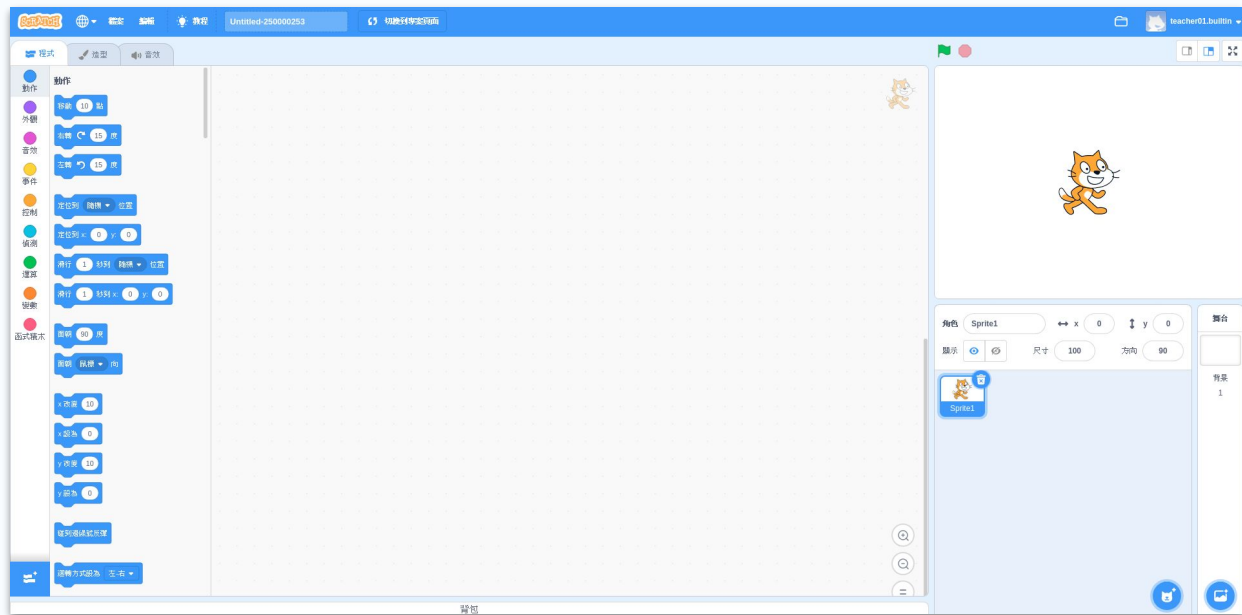 SCRATCH 檔案 編輯 教程 Untitled-250000253 切換到專案頁面 teacher01.builtin
程式 造型 音效
動作
外觀
音效
事件
控制
偵測
運算
變數
函式積木
動作
移動 10 點
右轉 15 度
左轉 15 度
定位到 隨機 位置
定位到 x: 0 y: 0
滑行 1 秒到 隨機 位置
滑行 1 秒到 x: 0 y: 0
面朝 90 度
面朝 鼠標 向
x 改變 10
x 設為 0
y 改變 10
y 設為 0
碰到邊緣就反彈
迴轉方式設為 左-右
背包
角色 Sprite1 x 0 y 0
顯示 尺寸 100 方向 90
Sprite1
舞台
背景
1